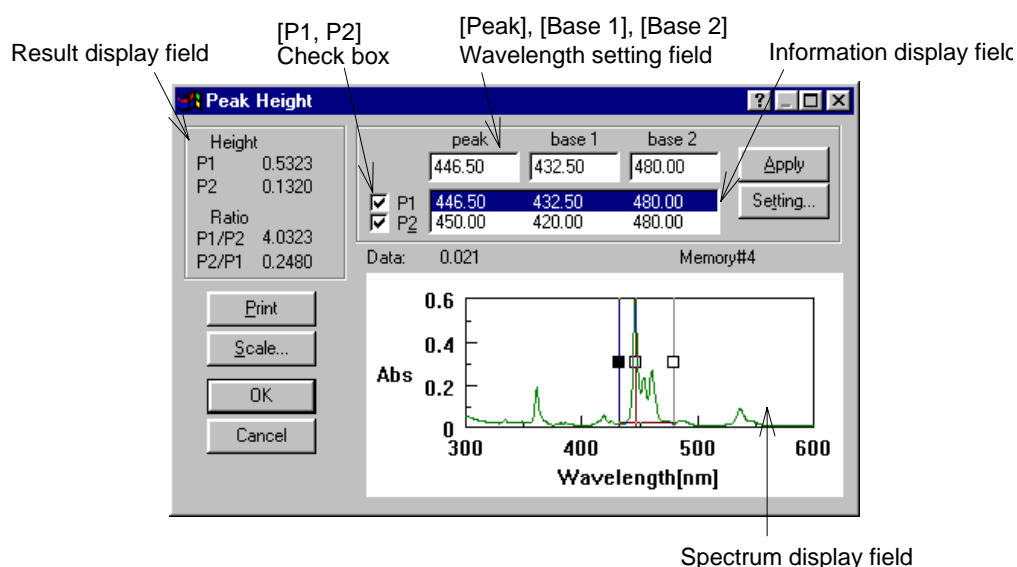 [P1, P2]
Check box
[Peak], [Base 1], [Base 2]
Wavelength setting field
Result display field
Information display field
Peak Height
?
Height
P1 0.5323
P2 0.1320
Ratio
P1/P2 4.0323
P2/P1 0.2480
peak base 1 base 2
446.50 432.50 480.00
Apply
P1 446.50 432.50 480.00
P2 450.00 420.00 480.00
Setting...
Data: 0.021 Memory#4
Print
Scale...
OK
Cancel
0.6
0.4
Abs
0.2
0
300 400 500 600
Wavelength[nm]
Spectrum display field